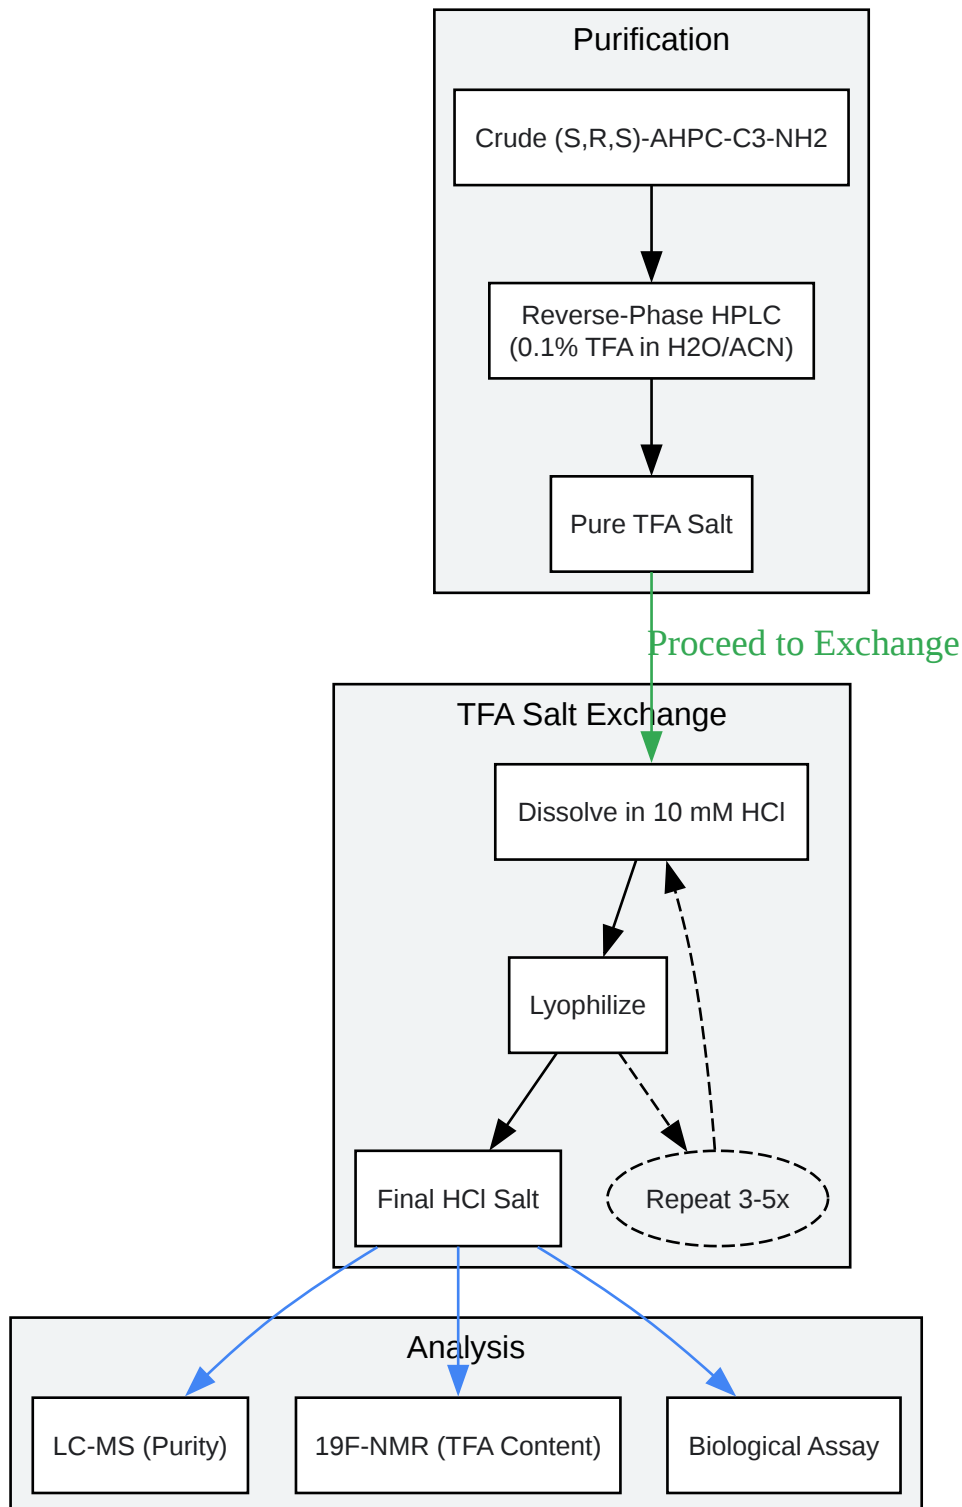 Purification
Crude (S,R,S)-AHPC-C3-NH2
Reverse-Phase HPLC
(0.1% TFA in H2O/ACN)
Pure TFA Salt
Proceed to Exchange
TFA Salt Exchange
Dissolve in 10 mM HCl
Lyophilize
Final HCl Salt
Repeat 3-5x
Analysis
LC-MS (Purity)
19F-NMR (TFA Content)
Biological Assay